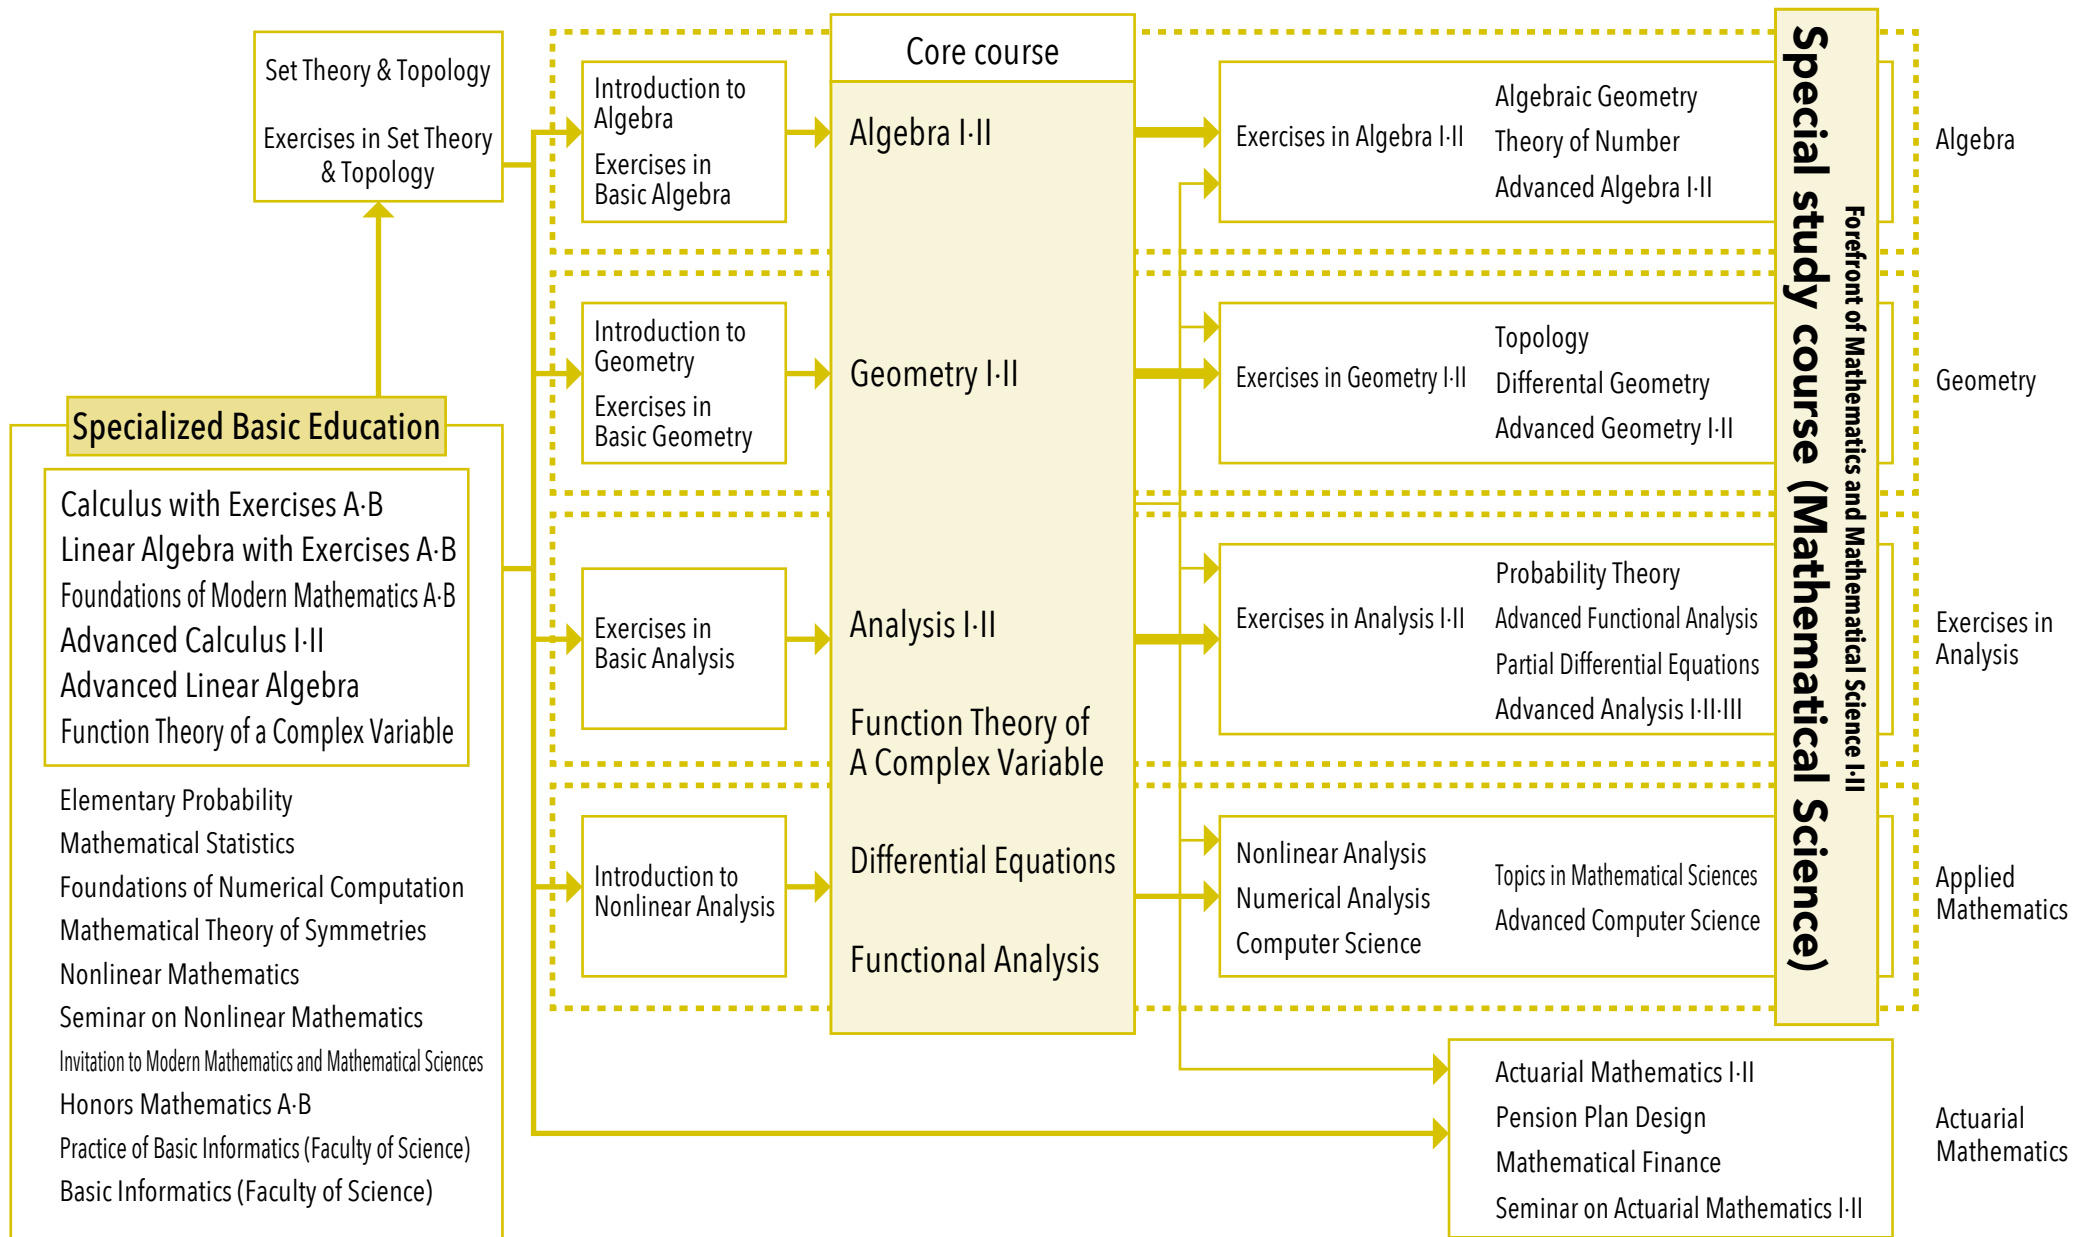 Set Theory & Topology
Exercises in Set Theory
& Topology
Specialized Basic Education
Calculus with Exercises A·B
Linear Algebra with Exercises A·B
Foundations of Modern Mathematics A·B
Advanced Calculus I·II
Advanced Linear Algebra
Function Theory of a Complex Variable
Elementary Probability
Mathematical Statistics
Foundations of Numerical Computation
Mathematical Theory of Symmetries
Nonlinear Mathematics
Seminar on Nonlinear Mathematics
Invitation to Modern Mathematics and Mathematical Sciences
Honors Mathematics A·B
Practice of Basic Informatics (Faculty of Science)
Basic Informatics (Faculty of Science)
Introduction to
Algebra
Exercises in
Basic Algebra
Introduction to
Geometry
Exercises in
Basic Geometry
Exercises in
Basic Analysis
Introduction to
Nonlinear Analysis
Core course
Algebra I·II
Geometry I·II
Analysis I·II
Function Theory of
A Complex Variable
Differential Equations
Functional Analysis
Exercises in Algebra I·II
Algebraic Geometry
Theory of Number
Advanced Algebra I·II
Exercises in Geometry I·II
Topology
Differental Geometry
Advanced Geometry I·II
Exercises in Analysis I·II
Probability Theory
Advanced Functional Analysis
Partial Differential Equations
Advanced Analysis I·II·III
Nonlinear Analysis
Numerical Analysis
Computer Science
Topics in Mathematical Sciences
Advanced Computer Science
Actuarial Mathematics I·II
Pension Plan Design
Mathematical Finance
Seminar on Actuarial Mathematics I·II
Special study course (Mathematical Science)
Forefront of Mathematics and Mathematical Science I·II
Algebra
Geometry
Exercises in
Analysis
Applied
Mathematics
Actuarial
Mathematics